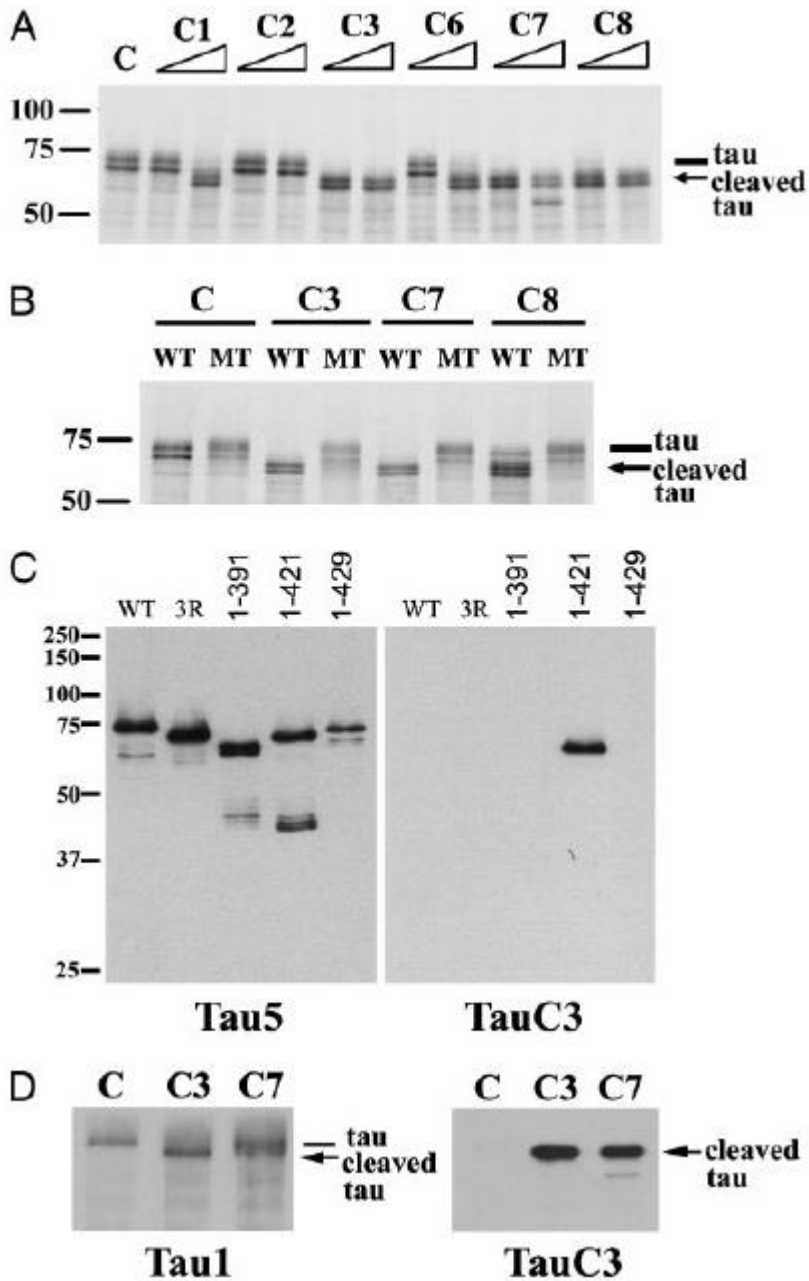 A
C C1 C2 C3 C6 C7 C8
100
75
50
tau
cleaved
tau
B
C C3 C7 C8
WT MT WT MT WT MT WT MT
75
50
tau
cleaved
tau
C
WT 3R 1-391 1-421 1-429 WT 3R 1-391 1-421 1-429
250
150
100
75
50
37
25
Tau5 TauC3
D
C C3 C7 C C3 C7
tau
cleaved
tau
cleaved
tau
Tau1 TauC3